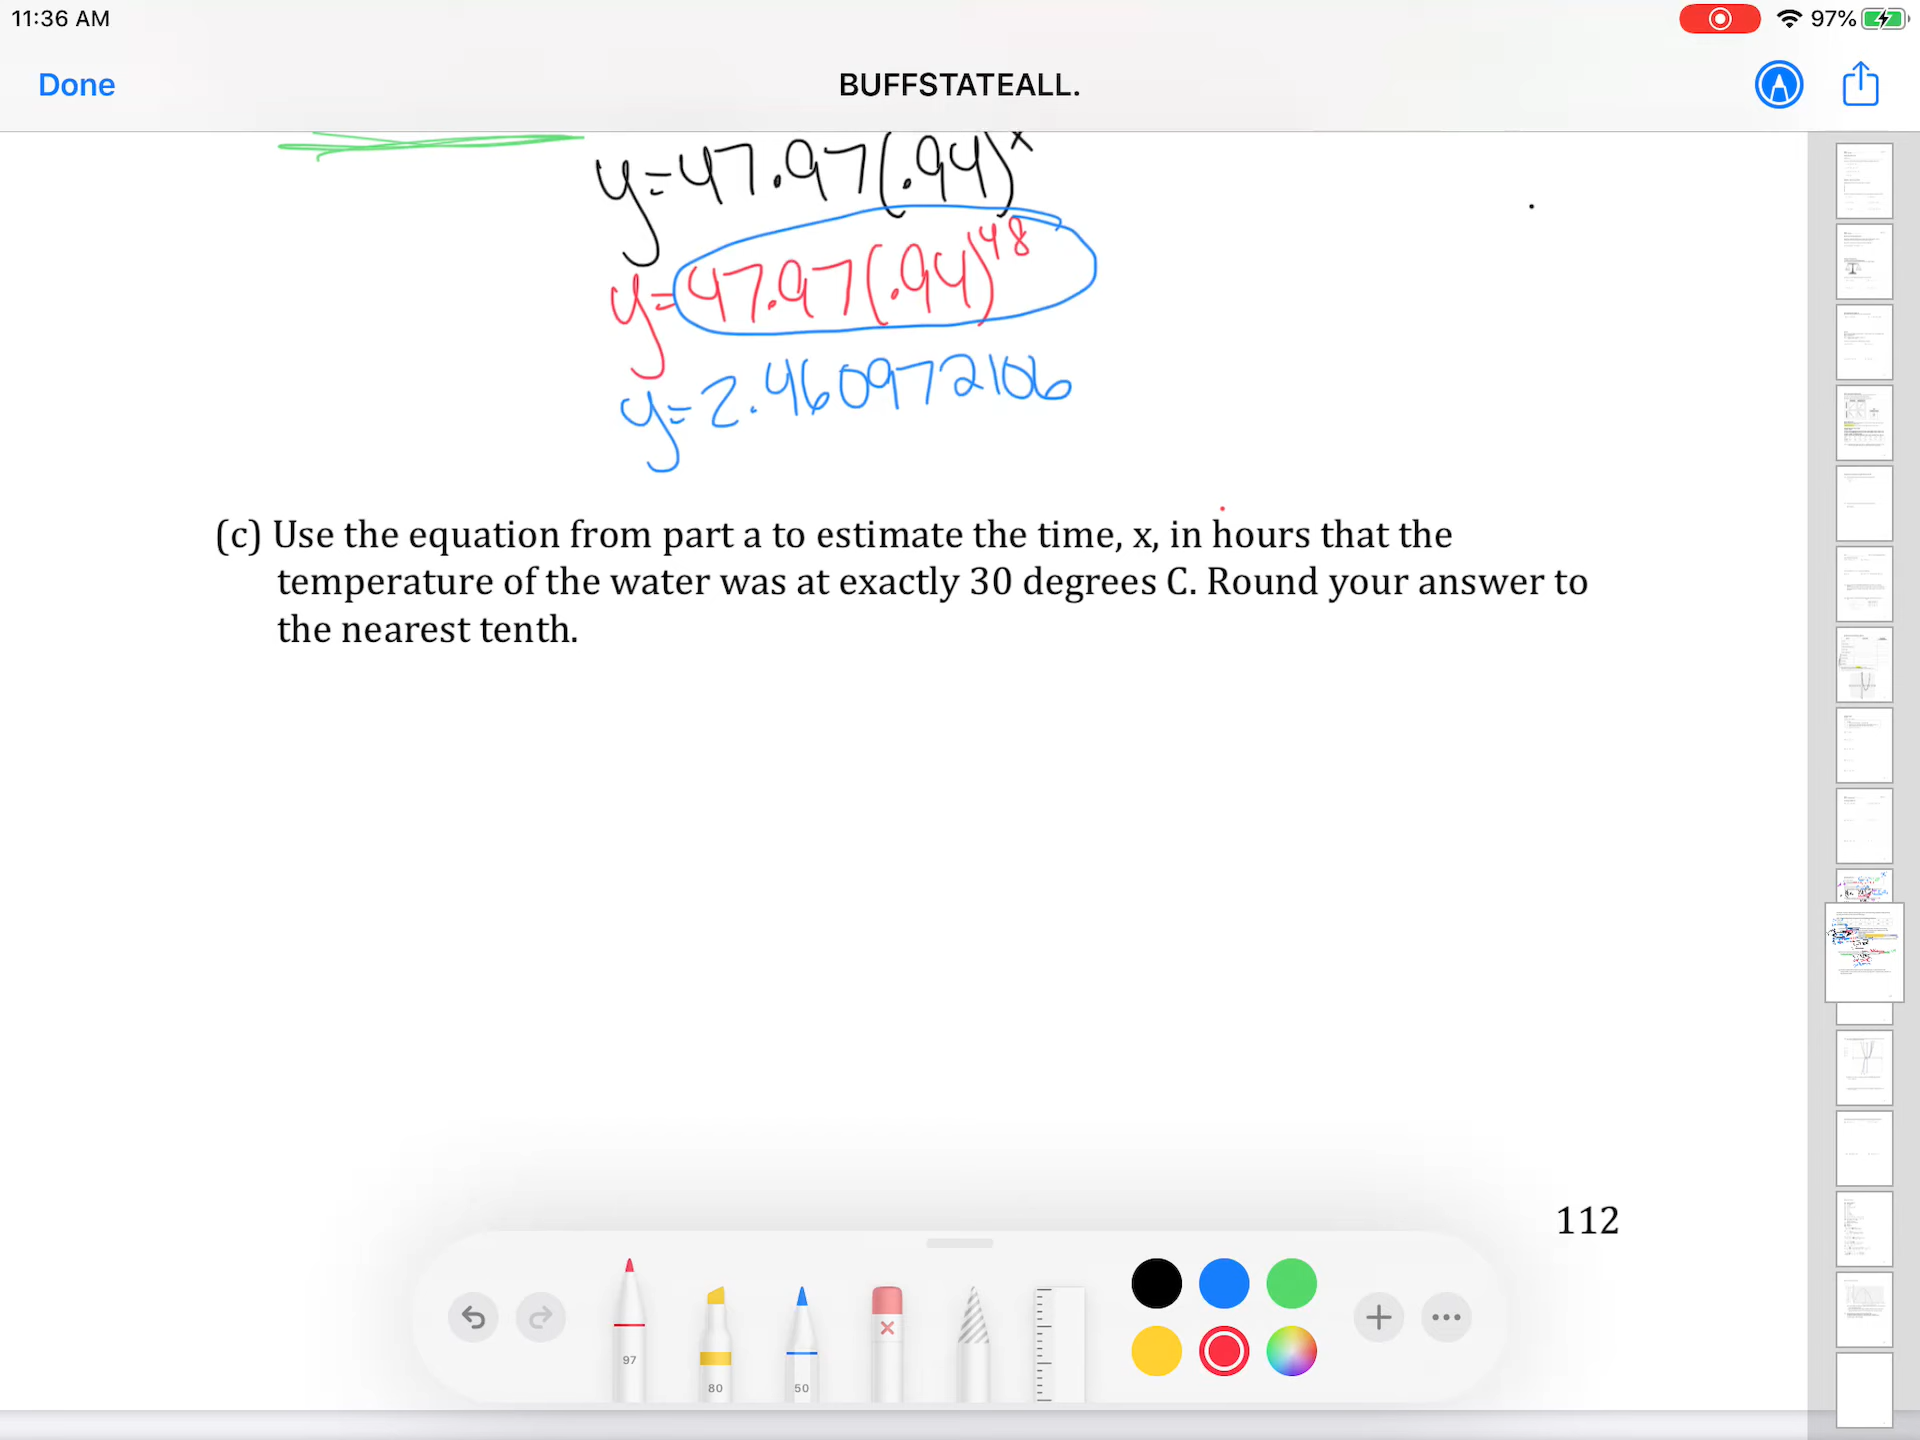 11:36 AM
97%
Done
BUFFSTATEALL.
y=47.97(.94)^x
y=47.97(.94)^48
y=2.460972106
(c) Use the equation from part a to estimate the time, x, in hours that the
temperature of the water was at exactly 30 degrees C. Round your answer to
the nearest tenth.
112
97
80
50